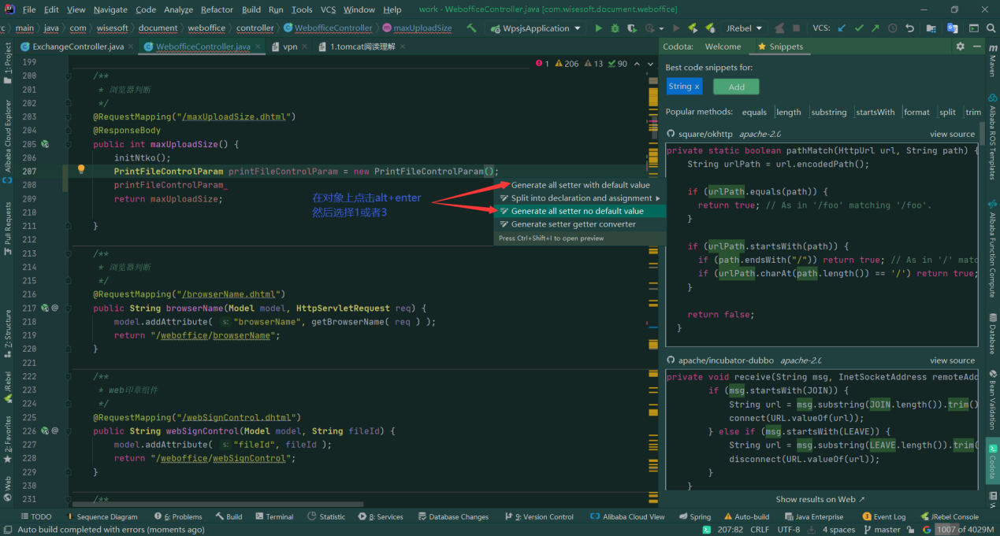 File Edit View Navigate Code Analyze Refactor Build Run Tools VCS Window Help work - WebofficeController.java [com.wisesoft.document.weboffice]
rc main java com wisesoft document weboffice controller WebofficeController maxUploadSize WpsjsApplication JRebel VCS:
ExchangeController.java WebofficeController.java vpn 1.tomcat阅读理解
Codota: Welcome Snippets
1 206 13 90
199
200 /**
201 * 浏览器判断
202 */
203 @RequestMapping("/maxUploadSize.dhtml")
204 @ResponseBody
205 public int maxUploadSize() {
206 initNtko();
207 PrintFileControlParam printFileControlParam = new PrintFileControlParam();
208 printFileControlParam
209 return maxUploadSize;
210
211 }
212
213 /**
214 * 浏览器判断
215 */
216 @RequestMapping("/browserName.dhtml")
217 @ public String browserName(Model model, HttpServletRequest req) {
218 model.addAttribute( s: "browserName", getBrowserName( req ) );
219 return "/weboffice/browserName";
220 }
221
222 /**
223 * web印章组件
224 */
225 @RequestMapping("/webSignControl.dhtml")
226 @ public String webSignControl(Model model, String fileId) {
227 model.addAttribute( s: "fileId", fileId );
228 return "/weboffice/webSignControl";
229 }
230
231 /**
在对象上点击alt+enter
然后选择1或者3
Generate all setter with default value
Split into declaration and assignment
Generate all setter no default value
Generate setter getter converter
Press Ctrl+Shift+I to open preview
Best code snippets for:
String x Add
Popular methods: equals length substring startsWith format split trim
square/okhttp apache-2.0 view source
private static boolean pathMatch(HttpUrl url, String path) {
String urlPath = url.encodedPath();
if (urlPath.equals(path)) {
return true; // As in '/foo' matching '/foo'.
}
if (urlPath.startsWith(path)) {
if (path.endsWith("/")) return true; // As in '/' matc
if (urlPath.charAt(path.length()) == '/') return true;
}
return false;
}
apache/incubator-dubbo apache-2.0 view source
private void receive(String msg, InetSocketAddress remoteAdd
if (msg.startsWith(JOIN)) {
String url = msg.substring(JOIN.length()).trim()
connect(URL.valueOf(url));
} else if (msg.startsWith(LEAVE)) {
String url = msg.substring(LEAVE.length()).trim(
disconnect(URL.valueOf(url));
}
}
Show results on Web ↗
1: Project
Alibaba Cloud Explorer
Pull Requests
Z: Structure
JRebel
2: Favorites
Web
Maven
Alibaba ROS Templates
Alibaba Function Compute
Database
Bean Validation
Codota
TODO Sequence Diagram 6: Problems Build Terminal Statistic 8: Services Database Changes 9: Version Control Alibaba Cloud View Spring Auto-build Java Enterprise 3 Event Log JRebel Console
Auto build completed with errors (moments ago) 207:82 CRLF UTF-8 4 spaces master 1007 of 4029M